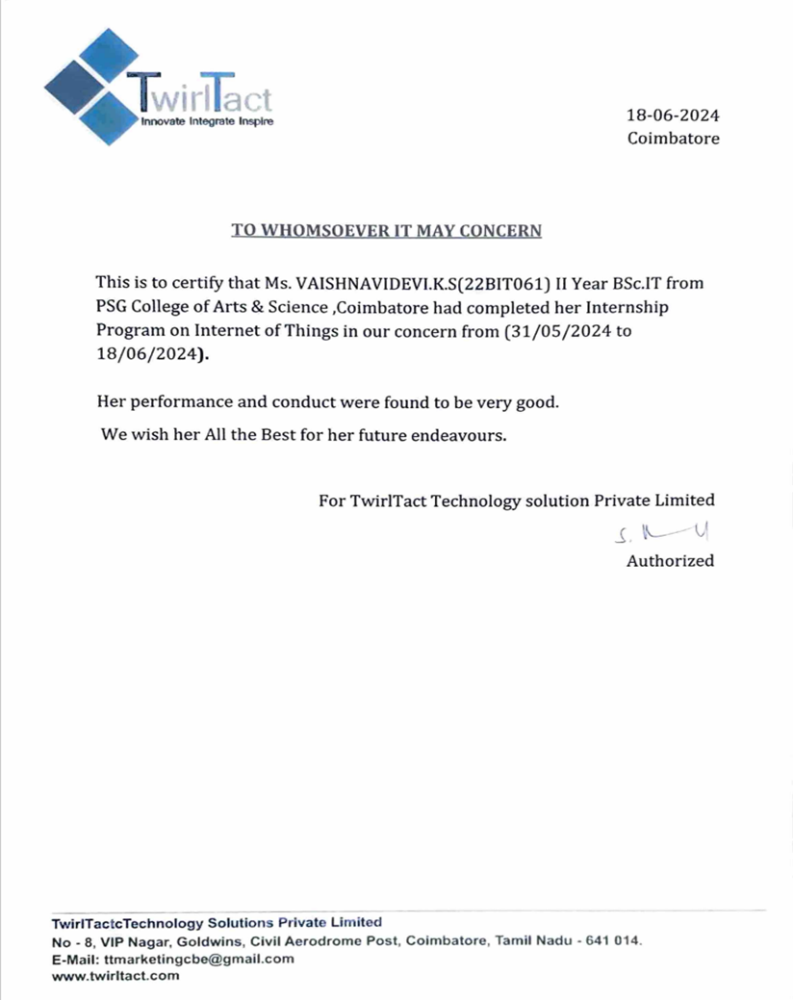 TwirlTact
Innovate Integrate Inspire
18-06-2024
Coimbatore
TO WHOMSOEVER IT MAY CONCERN
This is to certify that Ms. VAISHNAVIDEVI.K.S(22BIT061) II Year BSc.IT from
PSG College of Arts & Science ,Coimbatore had completed her Internship
Program on Internet of Things in our concern from (31/05/2024 to
18/06/2024).
Her performance and conduct were found to be very good.
We wish her All the Best for her future endeavours.
For TwirlTact Technology solution Private Limited
Authorized
TwirlTactcTechnology Solutions Private Limited
No - 8, VIP Nagar, Goldwins, Civil Aerodrome Post, Coimbatore, Tamil Nadu - 641 014.
E-Mail: ttmarketingcbe@gmail.com
www.twirltact.com